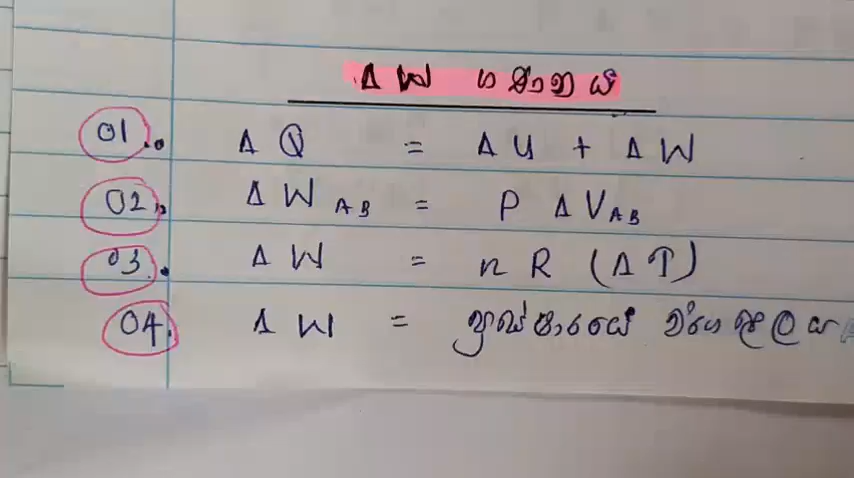 ΔW ගණනය
01. ΔQ = ΔU + ΔW
02. ΔW AB = P ΔV AB
03. ΔW = nR (ΔT)
04. ΔW = ප්‍රස්ථාරයේ වර්ගඵලය